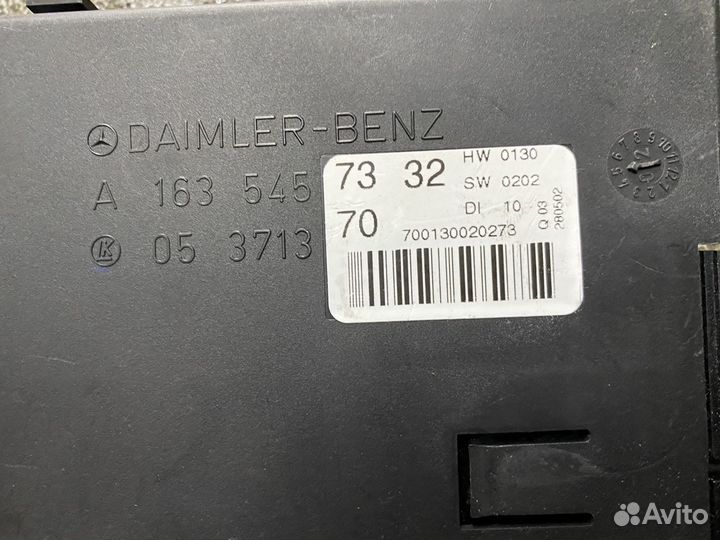 DAIMLER-BENZ
A 163 545 73 32
05 3713 70
HW 0130
SW 0202
DI 10
700130020273
Q 03
280502
LK
Avito